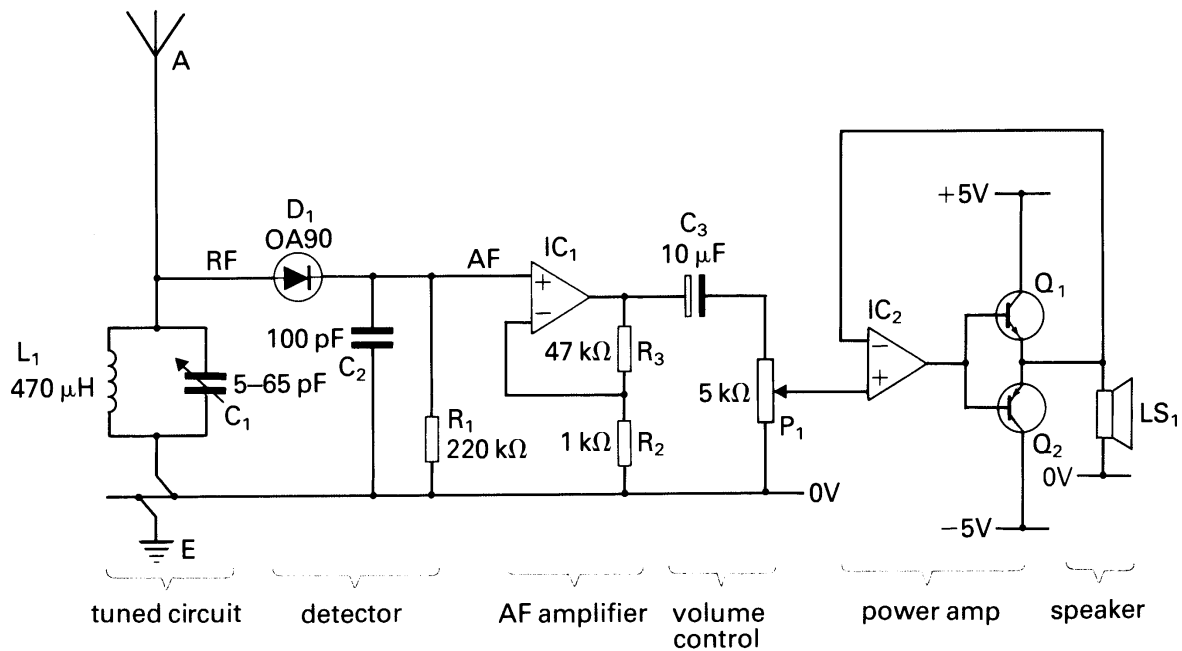 A
D₁
OA90
RF
AF
IC₁
C₃
10 μF
+5V
Q₁
IC₂
L₁
470 μH
5–65 pF
C₁
100 pF
C₂
R₁
220 kΩ
47 kΩ
R₃
1 kΩ
R₂
5 kΩ
P₁
+
−
−
+
Q₂
LS₁
0V
−5V
0V
E
tuned circuit
detector
AF amplifier
volume
control
power amp
speaker